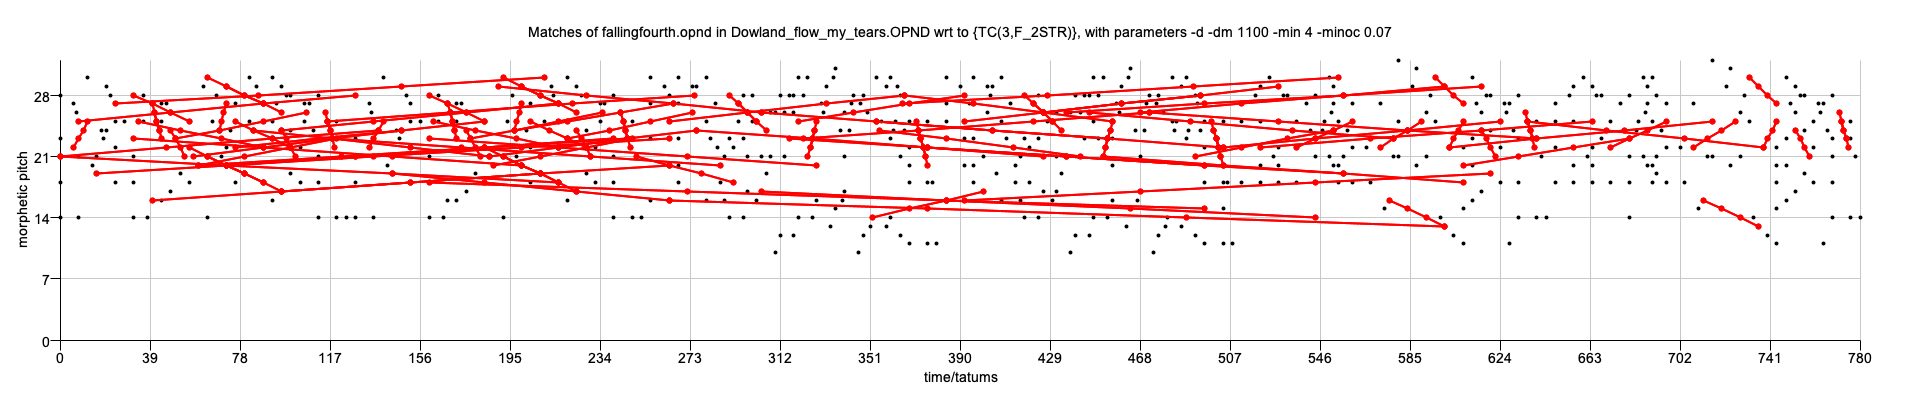 Matches of fallingfourth.opnd in Dowland_flow_my_tears.OPND wrt to {TC(3,F_2STR)}, with parameters -d -dm 1100 -min 4 -minoc 0.07
morphetic pitch
28
21
14
7
0
0 39 78 117 156 195 234 273 312 351 390 429 468 507 546 585 624 663 702 741 780
time/tatums